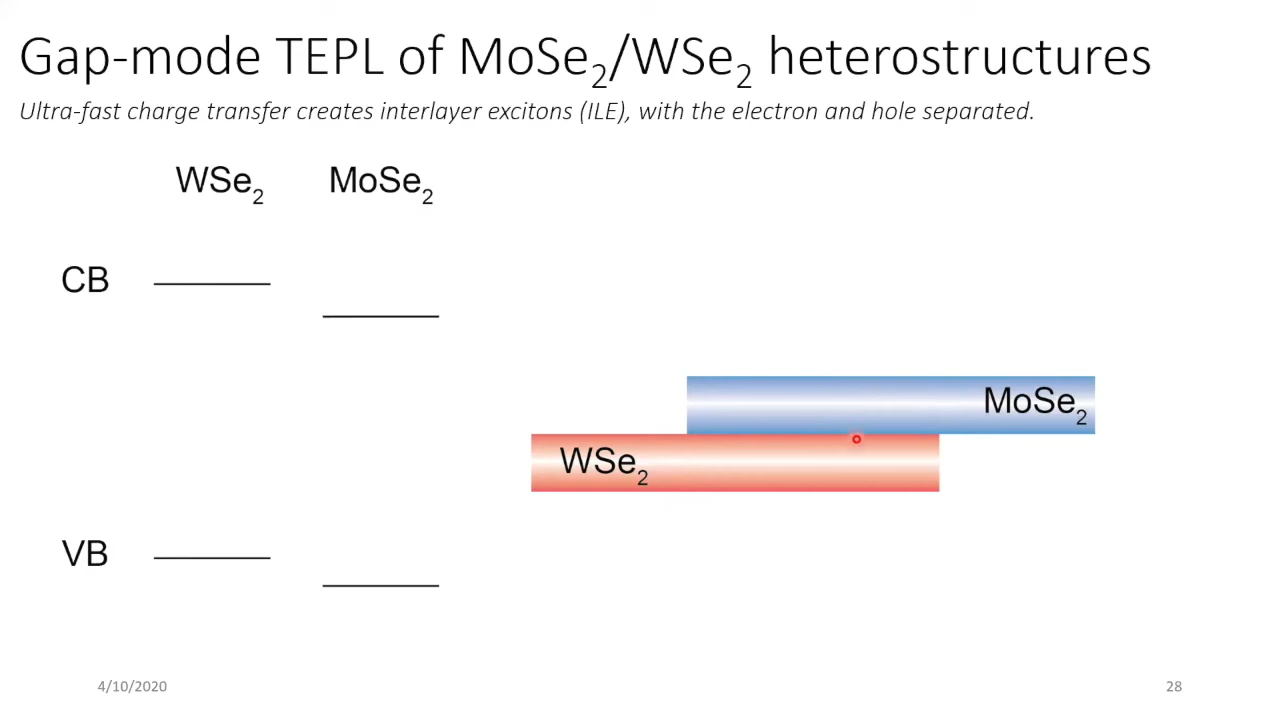 Gap-mode TEPL of MoSe₂/WSe₂ heterostructures
Ultra-fast charge transfer creates interlayer excitons (ILE), with the electron and hole separated.
WSe₂ MoSe₂
CB
MoSe₂
WSe₂
VB
4/10/2020 28